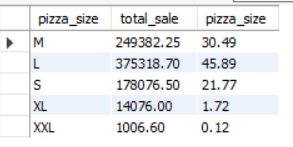 pizza_size total_sale pizza_size
M 249382.25 30.49
L 375318.70 45.89
S 178076.50 21.77
XL 14076.00 1.72
XXL 1006.60 0.12